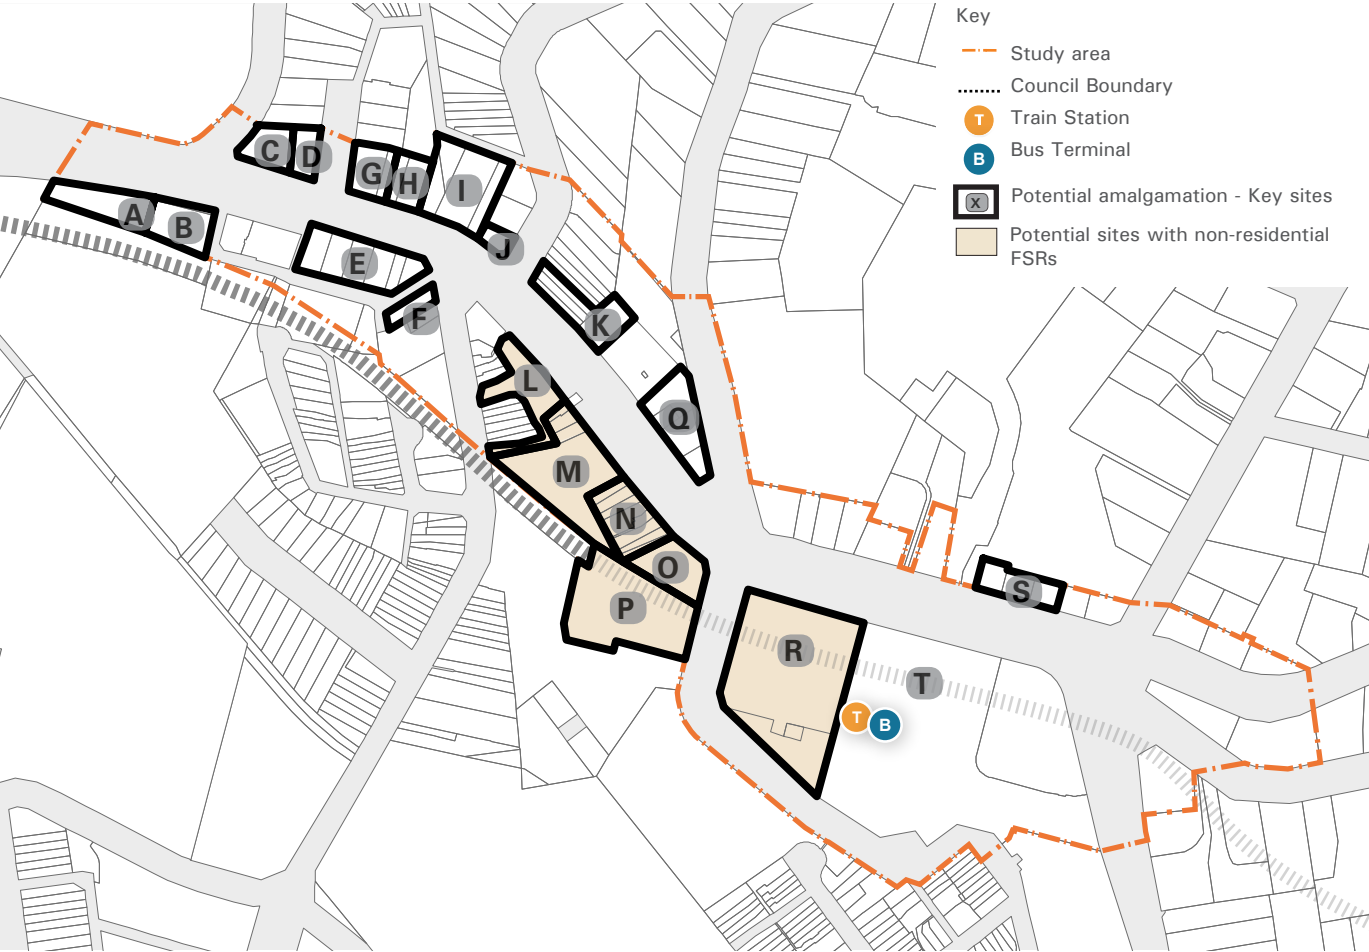 Key
Study area
Council Boundary
T
Train Station
B
Bus Terminal
X
Potential amalgamation - Key sites
Potential sites with non-residential
FSRs
C
D
G
H
I
A
B
J
E
F
K
L
Q
M
N
O
S
P
R
T
T
B